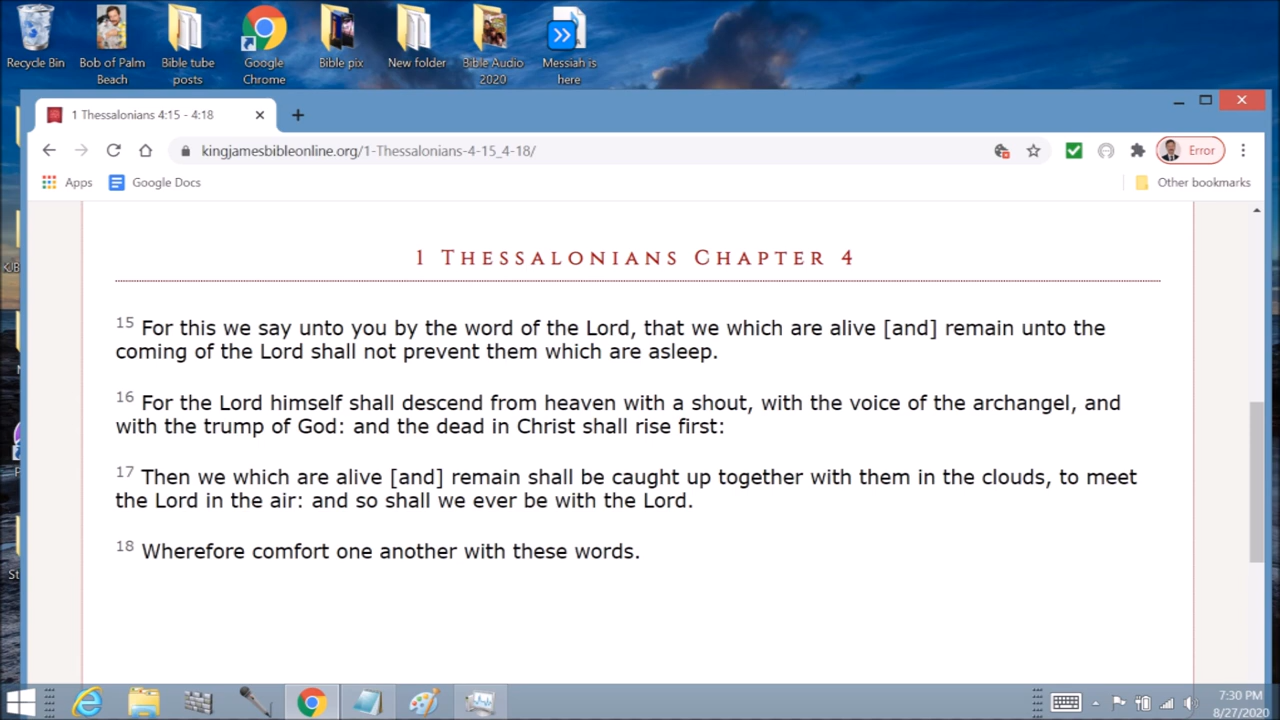 Recycle Bin
Bob of Palm
Beach
Bible tube
posts
Google
Chrome
Bible pix
New folder
Bible Audio
2020
Messiah is
here
1 Thessalonians 4:15 - 4:18
kingjamesbibleonline.org/1-Thessalonians-4-15_4-18/
Error
Apps
Google Docs
Other bookmarks
1 Thessalonians Chapter 4
15 For this we say unto you by the word of the Lord, that we which are alive [and] remain unto the
coming of the Lord shall not prevent them which are asleep.
16 For the Lord himself shall descend from heaven with a shout, with the voice of the archangel, and
with the trump of God: and the dead in Christ shall rise first:
17 Then we which are alive [and] remain shall be caught up together with them in the clouds, to meet
the Lord in the air: and so shall we ever be with the Lord.
18 Wherefore comfort one another with these words.
7:30 PM
8/27/2020